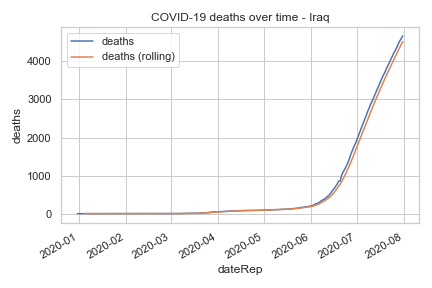 COVID-19 deaths over time - Iraq
deaths
deaths (rolling)
4000
3000
2000
1000
0
deaths
2020-01
2020-02
2020-03
2020-04
2020-05
2020-06
2020-07
2020-08
dateRep